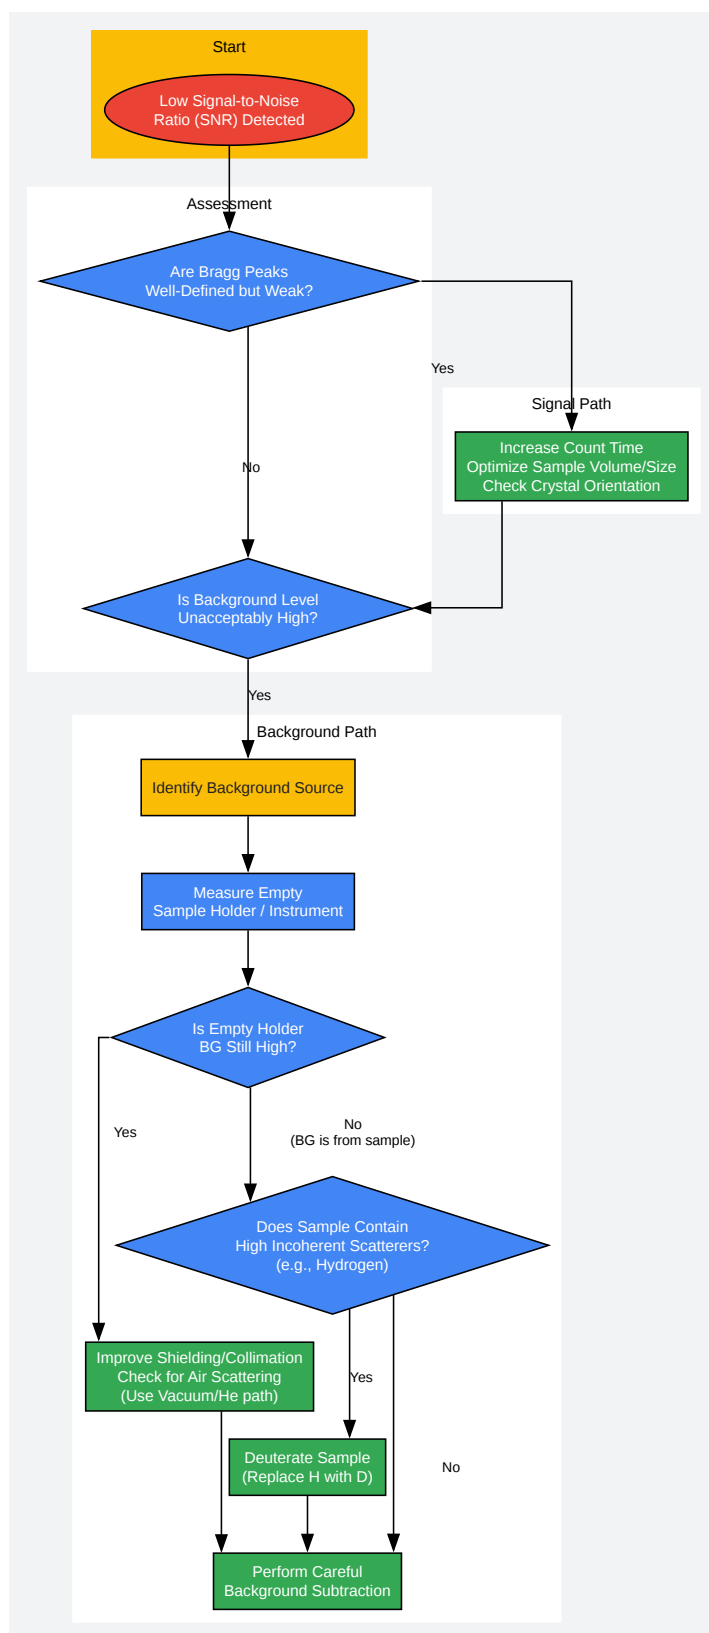 Start
Low Signal-to-Noise
Ratio (SNR) Detected
Assessment
Are Bragg Peaks
Well-Defined but Weak?
Yes
Signal Path
Increase Count Time
Optimize Sample Volume/Size
Check Crystal Orientation
No
Is Background Level
Unacceptably High?
Yes
Background Path
Identify Background Source
Measure Empty
Sample Holder / Instrument
Is Empty Holder
BG Still High?
Yes
No
(BG is from sample)
Does Sample Contain
High Incoherent Scatterers?
(e.g., Hydrogen)
Improve Shielding/Collimation
Check for Air Scattering
(Use Vacuum/He path)
Yes
Deuterate Sample
(Replace H with D)
No
Perform Careful
Background Subtraction